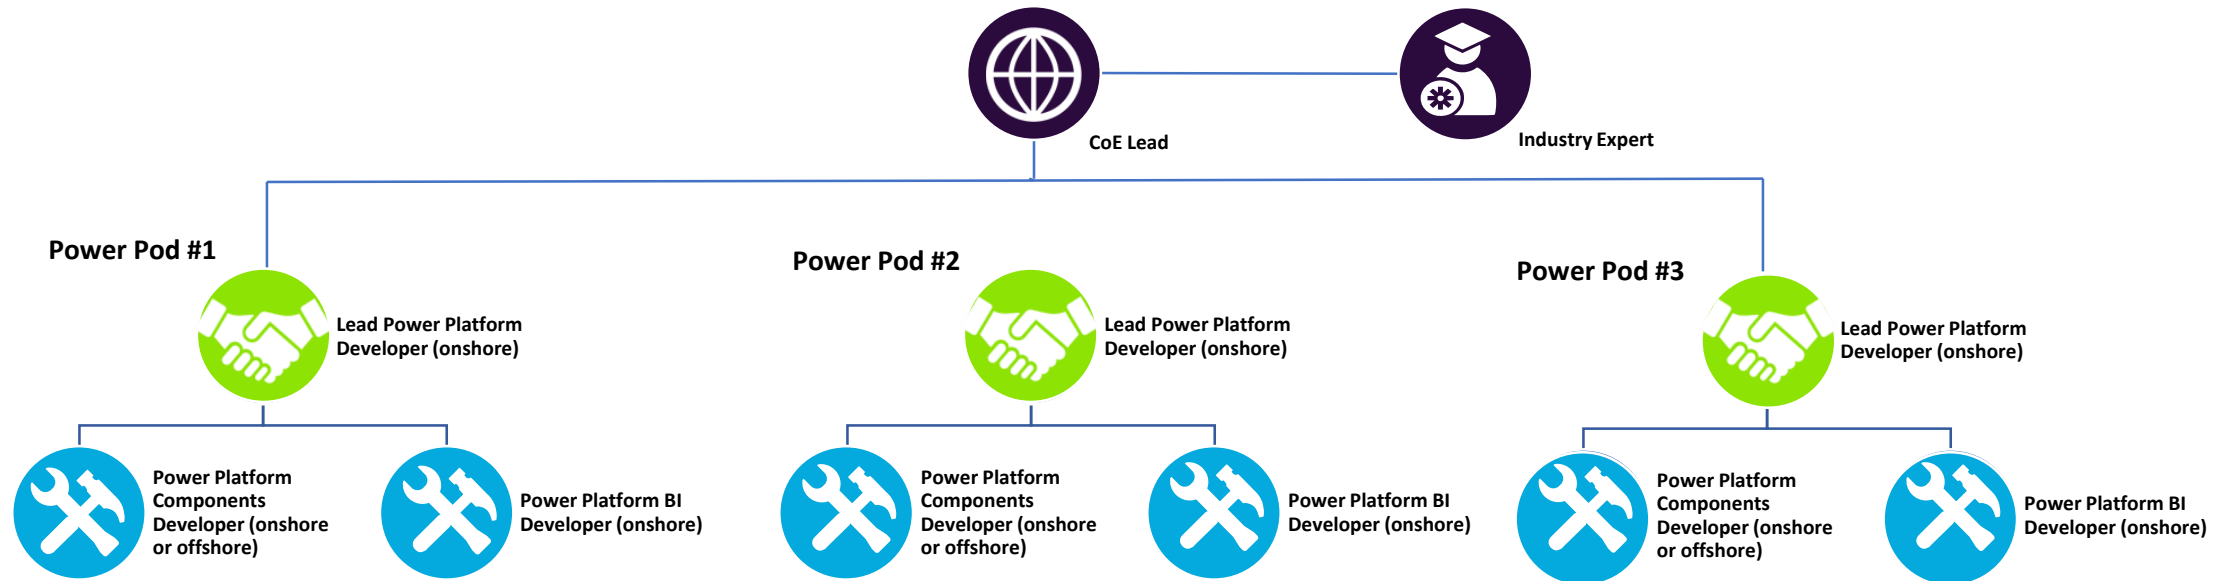 CoE Lead
Industry Expert
Power Pod #1
Power Pod #2
Power Pod #3
Lead Power Platform
Developer (onshore)
Lead Power Platform
Developer (onshore)
Lead Power Platform
Developer (onshore)
Power Platform
Components
Developer (onshore
or offshore)
Power Platform BI
Developer (onshore)
Power Platform
Components
Developer (onshore
or offshore)
Power Platform BI
Developer (onshore)
Power Platform
Components
Developer (onshore
or offshore)
Power Platform BI
Developer (onshore)